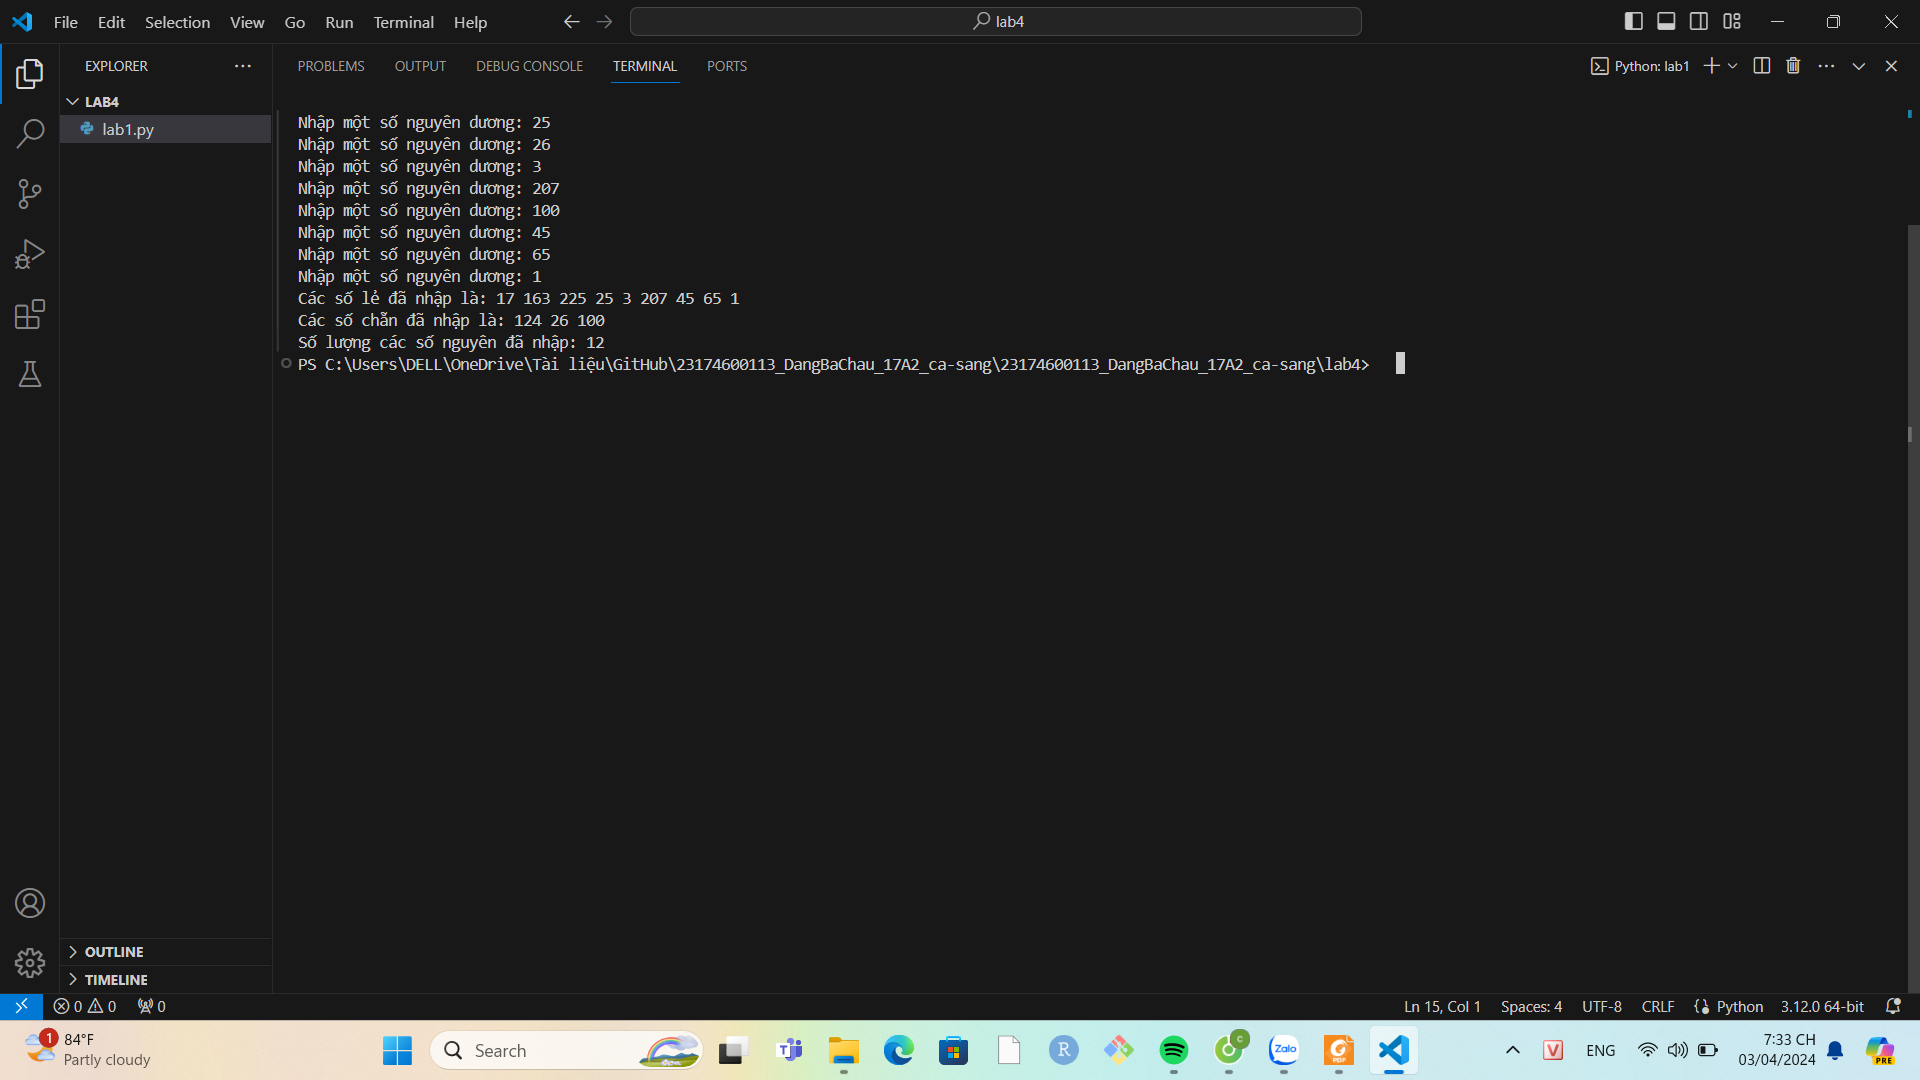 File Edit Selection View Go Run Terminal Help
lab4
EXPLORER
PROBLEMS OUTPUT DEBUG CONSOLE TERMINAL PORTS
Python: lab1
LAB4
lab1.py
Nhập một số nguyên dương: 25
Nhập một số nguyên dương: 26
Nhập một số nguyên dương: 3
Nhập một số nguyên dương: 207
Nhập một số nguyên dương: 100
Nhập một số nguyên dương: 45
Nhập một số nguyên dương: 65
Nhập một số nguyên dương: 1
Các số lẻ đã nhập là: 17 163 225 25 3 207 45 65 1
Các số chẵn đã nhập là: 124 26 100
Số lượng các số nguyên đã nhập: 12
PS C:\Users\DELL\OneDrive\Tài liệu\GitHub\23174600113_DangBaChau_17A2_ca-sang\23174600113_DangBaChau_17A2_ca-sang\lab4>
OUTLINE
TIMELINE
0 0 0
Ln 15, Col 1 Spaces: 4 UTF-8 CRLF Python 3.12.0 64-bit
1
84°F
Partly cloudy
Search
T
R
C
Zalo
PDF
V
ENG
7:33 CH
03/04/2024
PRE